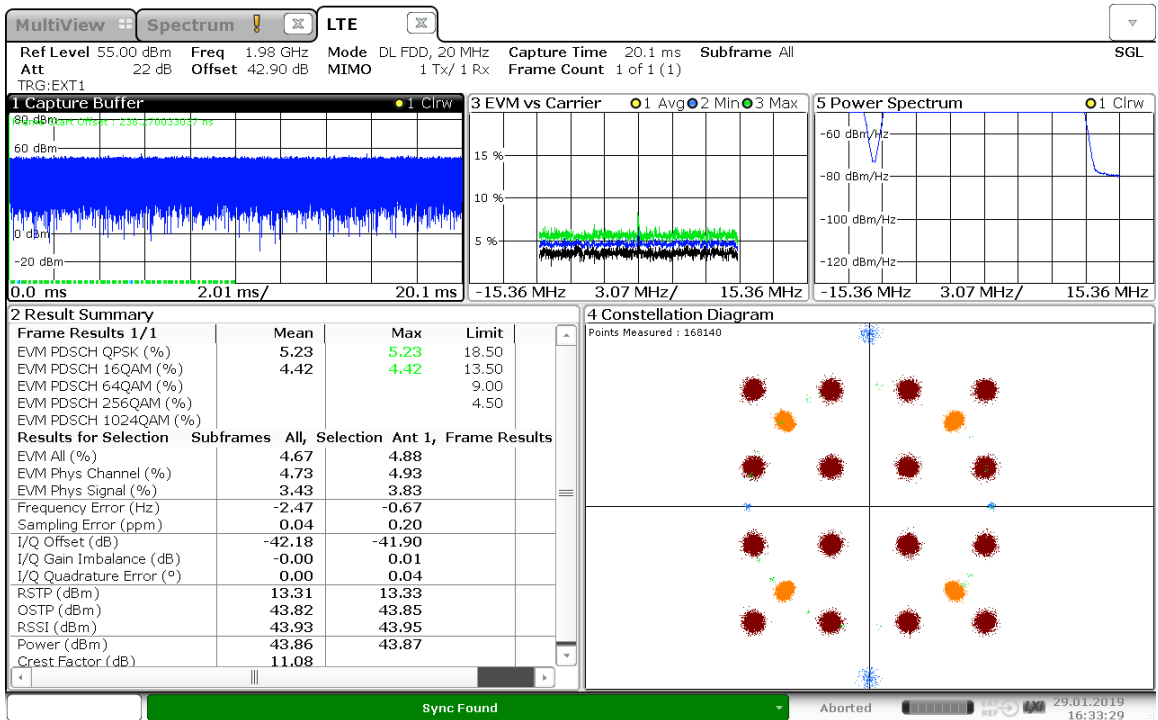 MultiView Spectrum ! LTE
Ref Level 55.00 dBm Freq 1.98 GHz Mode DL FDD, 20 MHz Capture Time 20.1 ms Subframe All SGL
Att 22 dB Offset 42.90 dB MIMO 1 Tx/ 1 Rx Frame Count 1 of 1 (1)
TRG:EXT1
1 Capture Buffer 1 Clrw
80 dBm
Frame Start Offset : 238.270033037 ns
60 dBm
0 dBm
-20 dBm
0.0 ms 2.01 ms/ 20.1 ms
3 EVM vs Carrier 1 Avg 2 Min 3 Max
15 %
10 %
5 %
-15.36 MHz 3.07 MHz/ 15.36 MHz
5 Power Spectrum 1 Clrw
-60 dBm/Hz
-80 dBm/Hz
-100 dBm/Hz
-120 dBm/Hz
-15.36 MHz 3.07 MHz/ 15.36 MHz
2 Result Summary
Frame Results 1/1 Mean Max Limit
EVM PDSCH QPSK (%) 5.23 5.23 18.50
EVM PDSCH 16QAM (%) 4.42 4.42 13.50
EVM PDSCH 64QAM (%) 9.00
EVM PDSCH 256QAM (%) 4.50
EVM PDSCH 1024QAM (%)
Results for Selection Subframes All, Selection Ant 1, Frame Results
EVM All (%) 4.67 4.88
EVM Phys Channel (%) 4.73 4.93
EVM Phys Signal (%) 3.43 3.83
Frequency Error (Hz) -2.47 -0.67
Sampling Error (ppm) 0.04 0.20
I/Q Offset (dB) -42.18 -41.90
I/Q Gain Imbalance (dB) -0.00 0.01
I/Q Quadrature Error (°) 0.00 0.04
RSTP (dBm) 13.31 13.33
OSTP (dBm) 43.82 43.85
RSSI (dBm) 43.93 43.95
Power (dBm) 43.86 43.87
Crest Factor (dB) 11.08
4 Constellation Diagram
Points Measured : 168140
Sync Found
Aborted
EXT
REF
LXI
29.01.2019
16:33:29